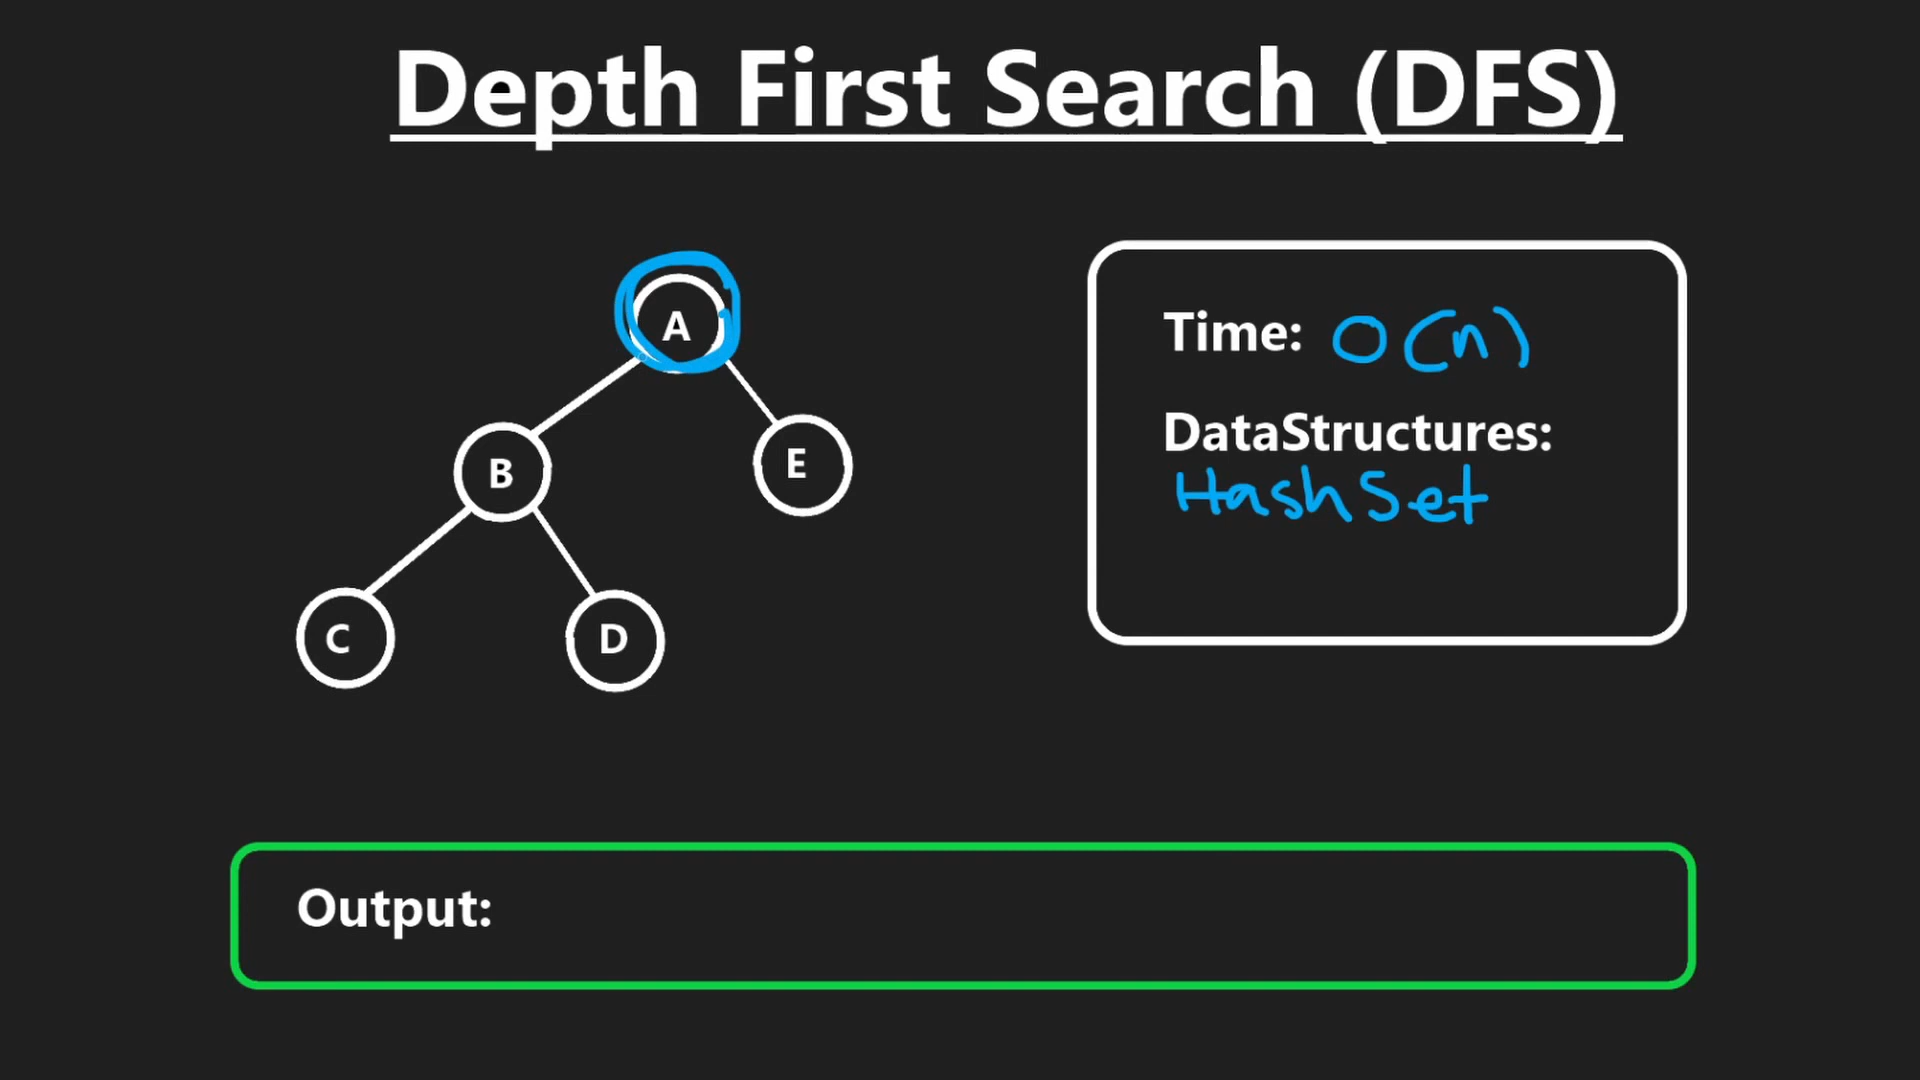 Depth First Search (DFS)
A
B
E
C
D
Time: O(n)
DataStructures:
HashSet
Output: